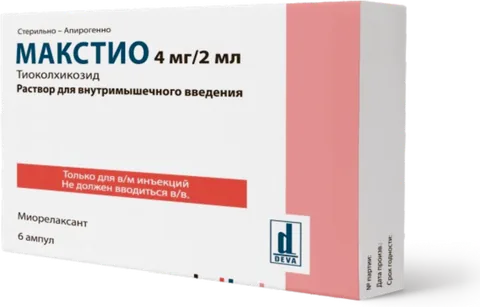 Стерильно – Апирогенно
МАКСТИО 4 мг/2 мл
Тиоколхикозид
Раствор для внутримышечного введения
Только для в/м инъекций
Не должен вводиться в/в.
Миорелаксант
6 ампул
d
DEVA
№ партии:
Дата произв.:
Срок годности: